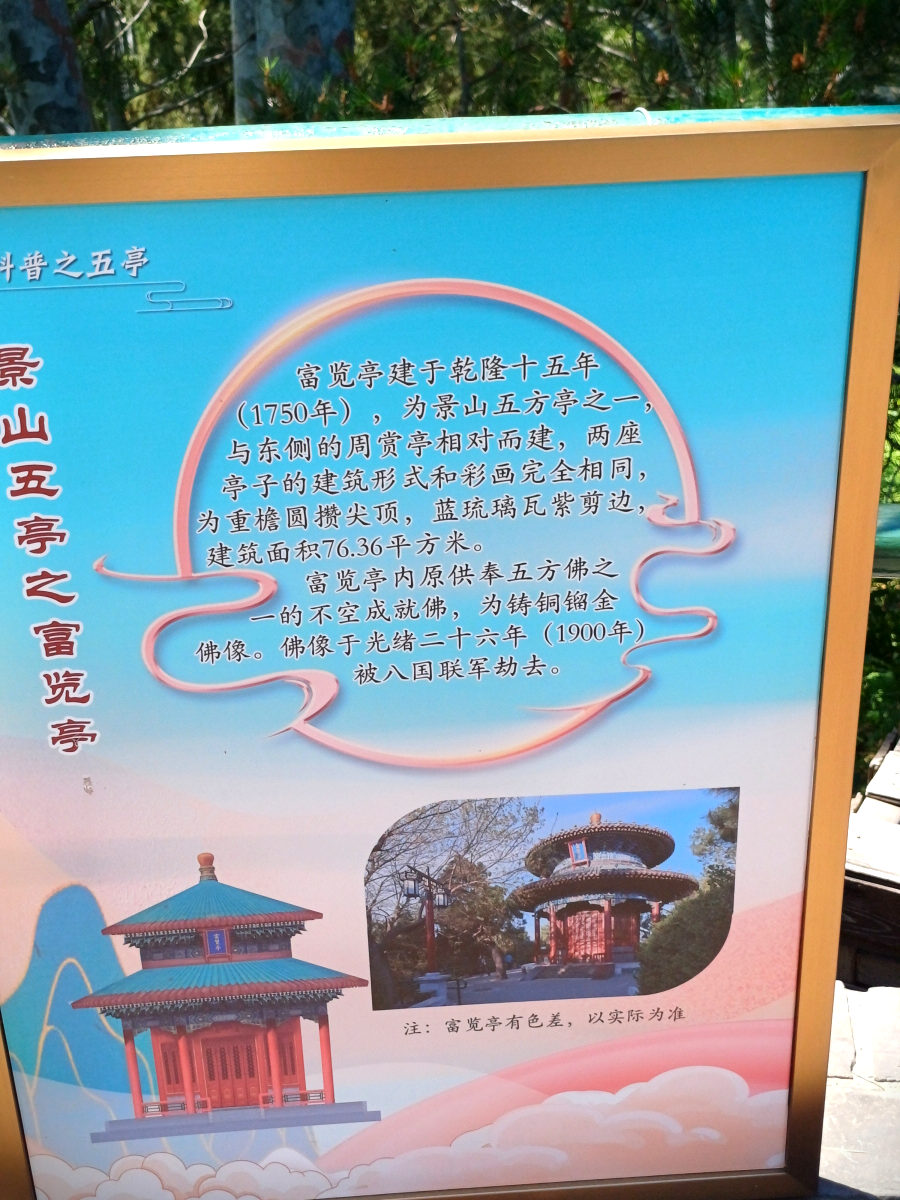 科普之五亭
景山五亭之富览亭
富览亭建于乾隆十五年
（1750年），为景山五方亭之一，
与东侧的周赏亭相对而建，两座
亭子的建筑形式和彩画完全相同，
为重檐圆攒尖顶，蓝琉璃瓦紫剪边，
建筑面积76.36平方米。
富览亭内原供奉五方佛之
一的不空成就佛，为铸铜镏金
佛像。佛像于光绪二十六年（1900年）
被八国联军劫去。
富览亭
注：富览亭有色差，以实际为准